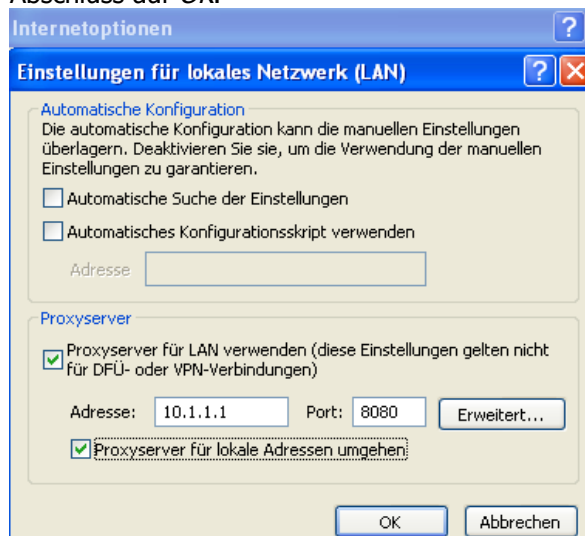 Abschluss auf OK.
Internetoptionen
Einstellungen für lokales Netzwerk (LAN)
Automatische Konfiguration
Die automatische Konfiguration kann die manuellen Einstellungen
überlagern. Deaktivieren Sie sie, um die Verwendung der manuellen
Einstellungen zu garantieren.
Automatische Suche der Einstellungen
Automatisches Konfigurationsskript verwenden
Adresse
Proxyserver
Proxyserver für LAN verwenden (diese Einstellungen gelten nicht
für DFÜ- oder VPN-Verbindungen)
Adresse: 10.1.1.1 Port: 8080 Erweitert...
Proxyserver für lokale Adressen umgehen
OK Abbrechen